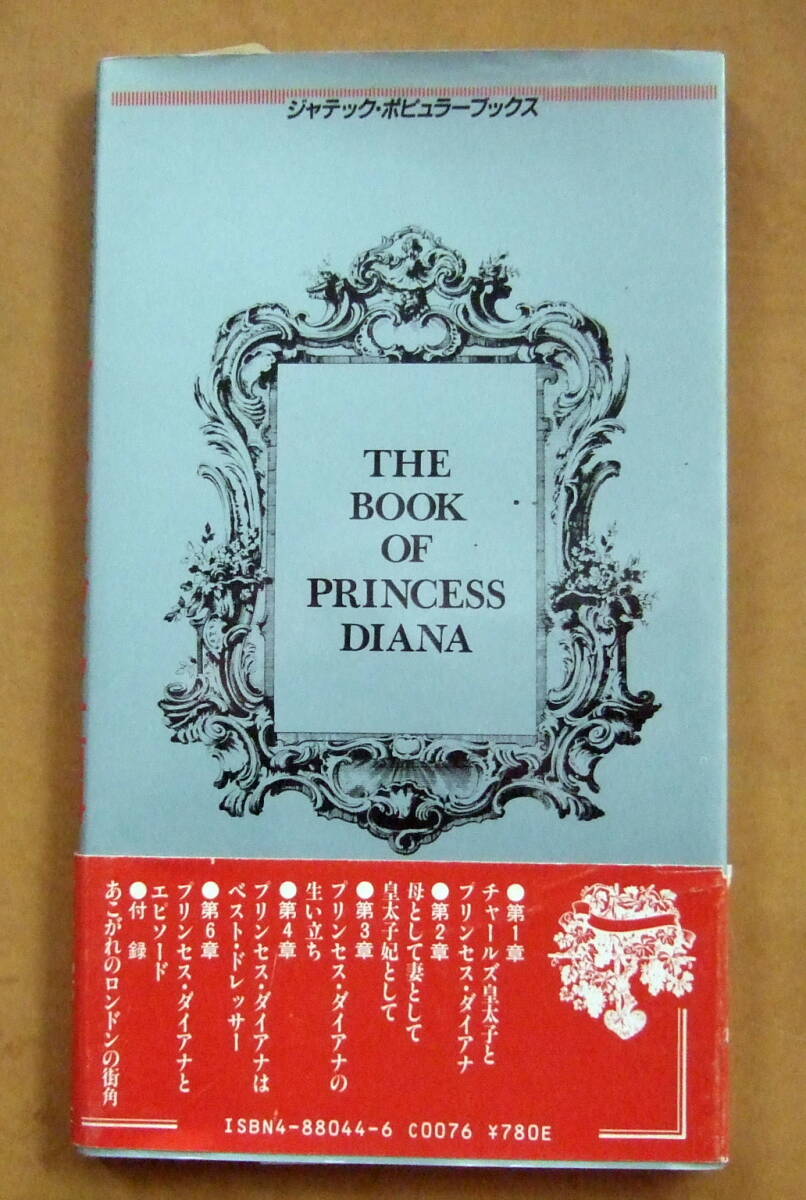 ジャテック・ポピュラーブックス
THE
BOOK
OF
PRINCESS
DIANA
●第1章
チャールズ皇太子と
プリンセス・ダイアナ
●第2章
母として妻として
皇太子妃として
●第3章
プリンセス・ダイアナの
生い立ち
●第4章
プリンセス・ダイアナは
ベスト・ドレッサー
●第6章
プリンセス・ダイアナと
エピソード
●付録
あこがれのロンドンの街角
ISBN4-88044-6 C0076 ¥780E